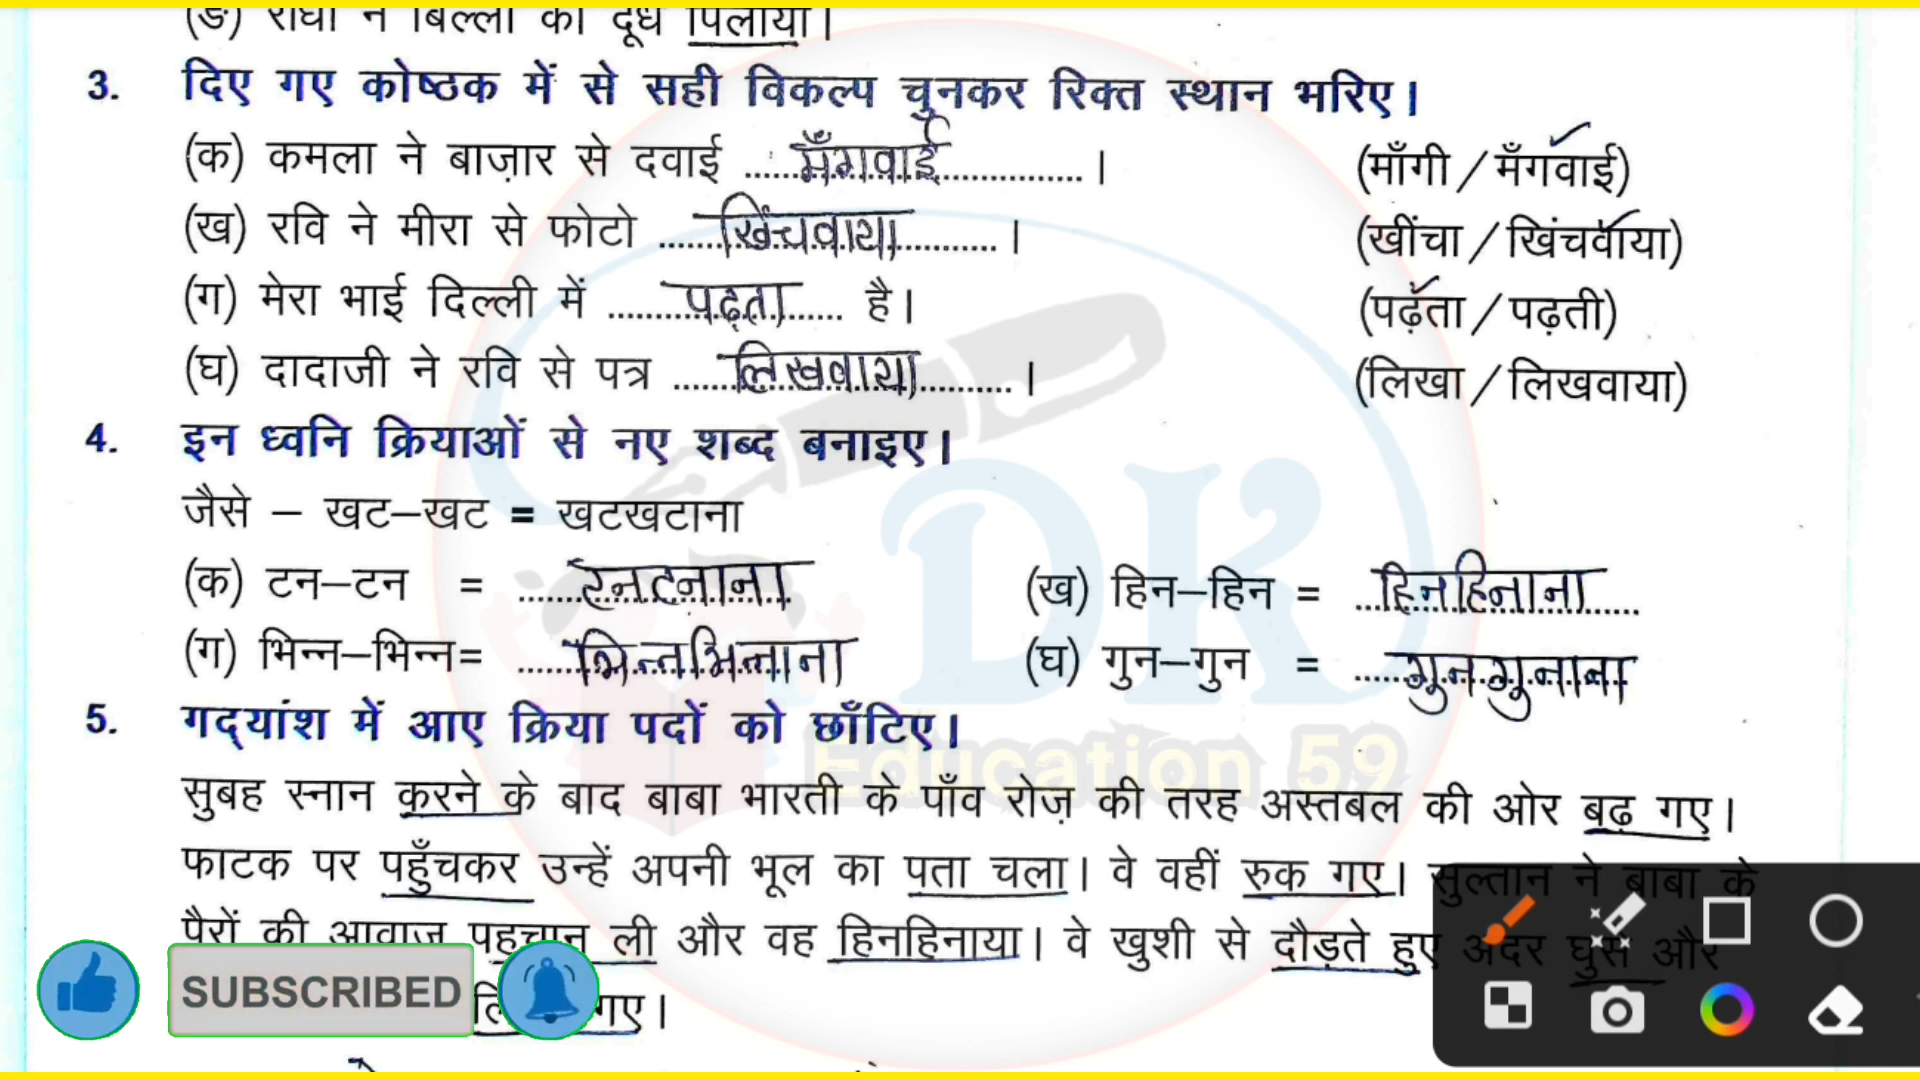 (ङ) राधा ने बिल्ली को दूध पिलाया।
3. दिए गए कोष्ठक में से सही विकल्प चुनकर रिक्त स्थान भरिए।
(क) कमला ने बाज़ार से दवाई ......मँगवाई............। (माँगी / मँगवाई)
(ख) रवि ने मीरा से फोटो ......खिंचवाया.........। (खींचा / खिंचवाया)
(ग) मेरा भाई दिल्ली में ......पढ़ता...... है। (पढ़ता / पढ़ती)
(घ) दादाजी ने रवि से पत्र ......लिखवाया.........। (लिखा / लिखवाया)
4. इन ध्वनि क्रियाओं से नए शब्द बनाइए।
जैसे – खट–खट = खटखटाना
(क) टन–टन = ......टनटनाना (ख) हिन–हिन = ...हिनहिनाना...
(ग) भिन्न–भिन्न= ......भिन्नभिन्नाना (घ) गुन–गुन = ......गुनगुनाना
5. गद्‌यांश में आए क्रिया पदों को छाँटिए।
सुबह स्नान करने के बाद बाबा भारती के पाँव रोज़ की तरह अस्तबल की ओर बढ़ गए।
फाटक पर पहुँचकर उन्हें अपनी भूल का पता चला। वे वहीं रुक गए। सुल्तान ने बाबा के
पैरों की आवाज़ पहचान ली और वह हिनहिनाया। वे खुशी से दौड़ते हुए अंदर घुसे और
गए।
SUBSCRIBED
DK
Education 59